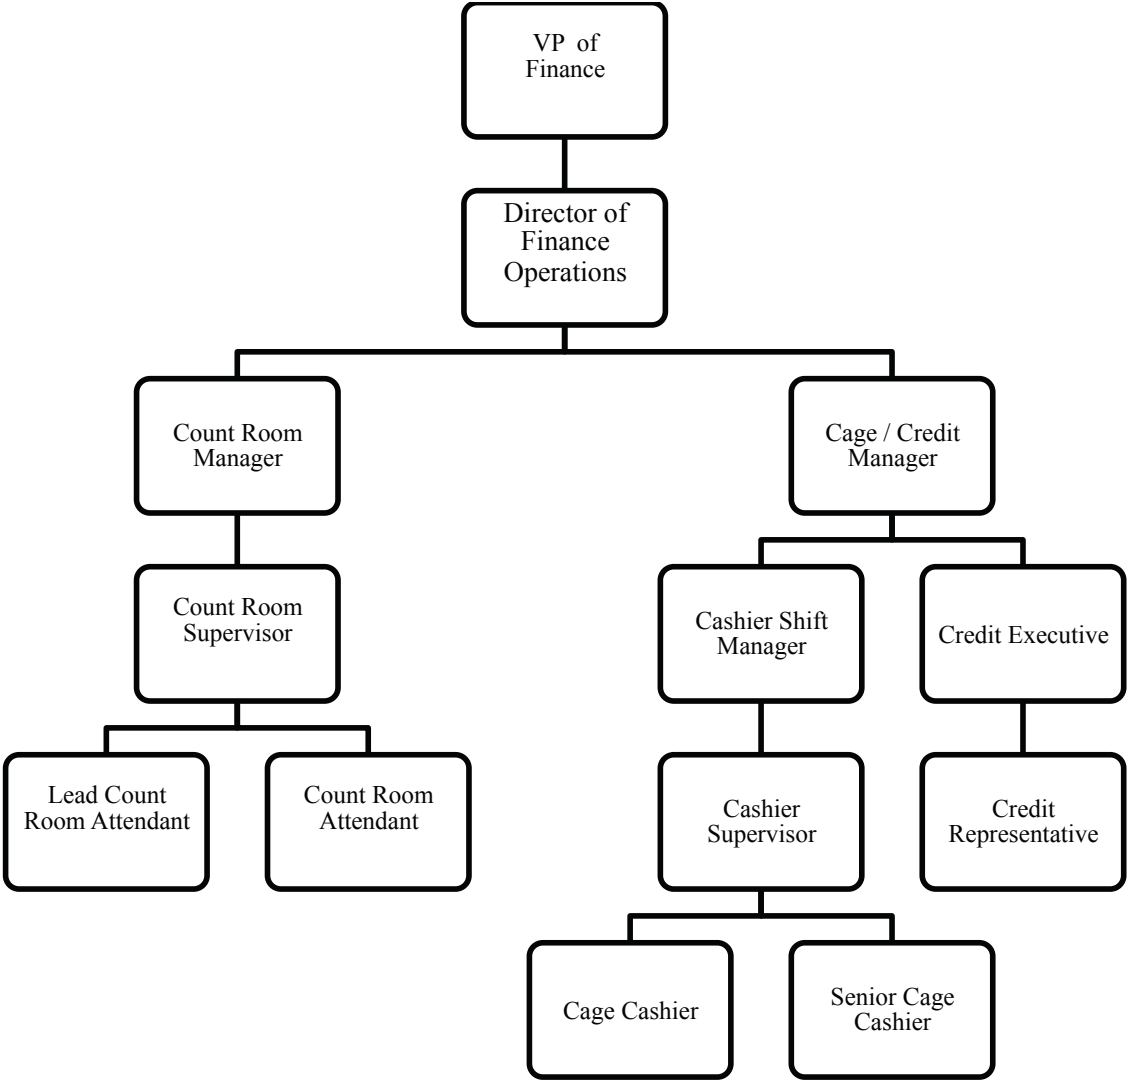 VP of
Finance
Director of
Finance
Operations
Count Room
Manager
Cage / Credit
Manager
Count Room
Supervisor
Cashier Shift
Manager
Credit Executive
Lead Count
Room Attendant
Count Room
Attendant
Cashier
Supervisor
Credit
Representative
Cage Cashier
Senior Cage
Cashier